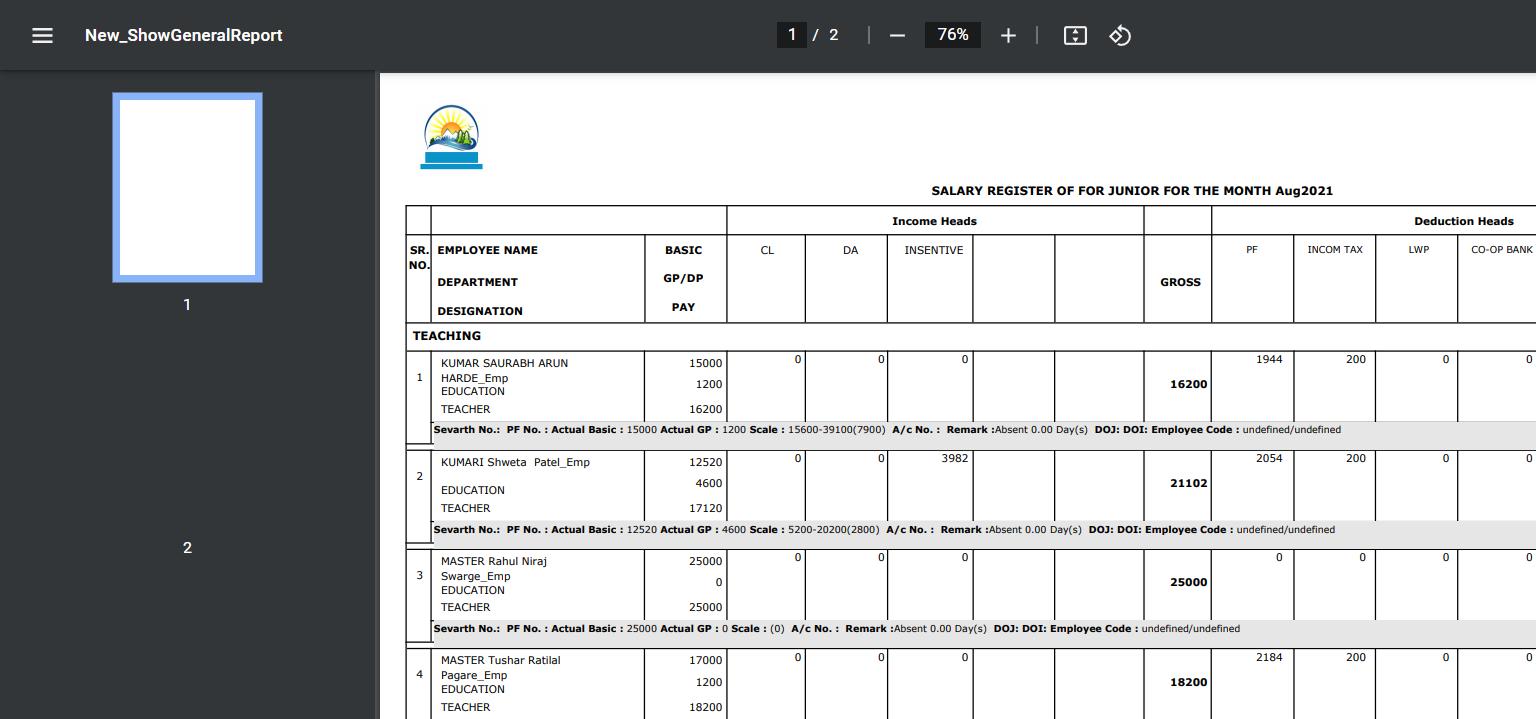 New_ShowGeneralReport
1 / 2
76%
1
2
SALARY REGISTER OF FOR JUNIOR FOR THE MONTH Aug2021
Income Heads Deduction Heads
SR. NO. EMPLOYEE NAME DEPARTMENT DESIGNATION BASIC GP/DP PAY CL DA INSENTIVE GROSS PF INCOM TAX LWP CO-OP BANK
TEACHING
KUMAR SAURABH ARUN 15000 0 0 0 1944 200 0 0
1 HARDE_Emp 1200 16200
EDUCATION
TEACHER 16200
Sevarth No.: PF No. : Actual Basic : 15000 Actual GP : 1200 Scale : 15600-39100(7900) A/c No. : Remark :Absent 0.00 Day(s) DOJ: DOI: Employee Code : undefined/undefined
KUMARI Shweta Patel_Emp 12520 0 0 3982 2054 200 0 0
2 4600 21102
EDUCATION
TEACHER 17120
Sevarth No.: PF No. : Actual Basic : 12520 Actual GP : 4600 Scale : 5200-20200(2800) A/c No. : Remark :Absent 0.00 Day(s) DOJ: DOI: Employee Code : undefined/undefined
MASTER Rahul Niraj 25000 0 0 0 0 0 0 0
3 Swarge_Emp 0 25000
EDUCATION
TEACHER 25000
Sevarth No.: PF No. : Actual Basic : 25000 Actual GP : 0 Scale : (0) A/c No. : Remark :Absent 0.00 Day(s) DOJ: DOI: Employee Code : undefined/undefined
MASTER Tushar Ratilal 17000 0 0 0 2184 200 0 0
4 Pagare_Emp 1200 18200
EDUCATION
TEACHER 18200